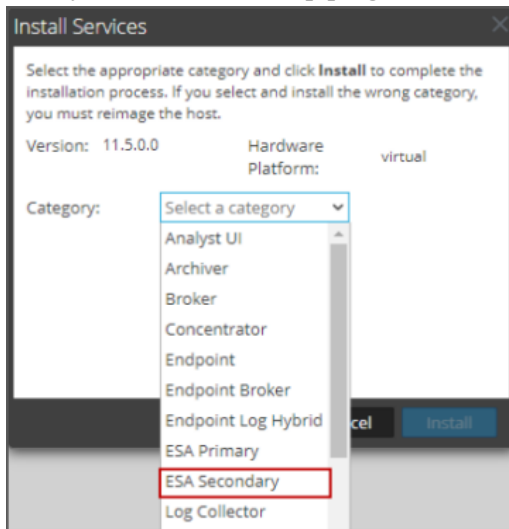 Install Services
Select the appropriate category and click Install to complete the
installation process. If you select and install the wrong category,
you must reimage the host.
Version: 11.5.0.0
Hardware
Platform:
virtual
Category:
Select a category
Analyst UI
Archiver
Broker
Concentrator
Endpoint
Endpoint Broker
Endpoint Log Hybrid
cel
Install
ESA Primary
ESA Secondary
Log Collector